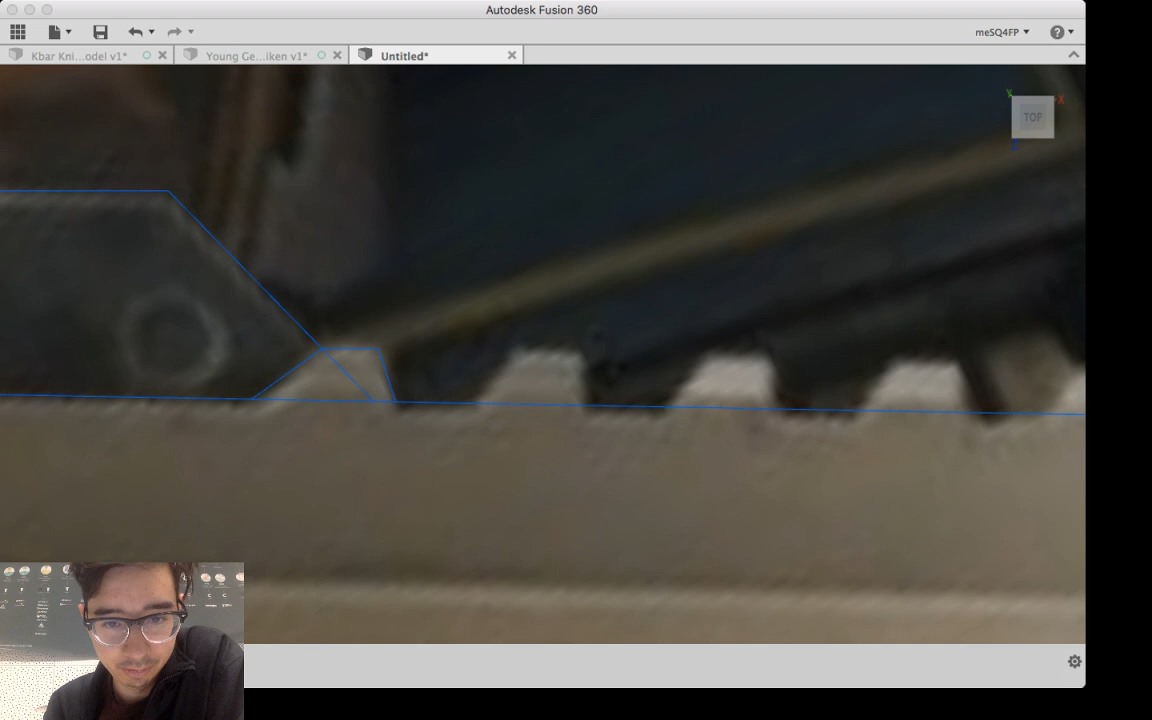 Autodesk Fusion 360
meSQ4FP
Kbar Kni...odel v1*
Young Ge...iken v1*
Untitled*
Y
X
TOP
Z